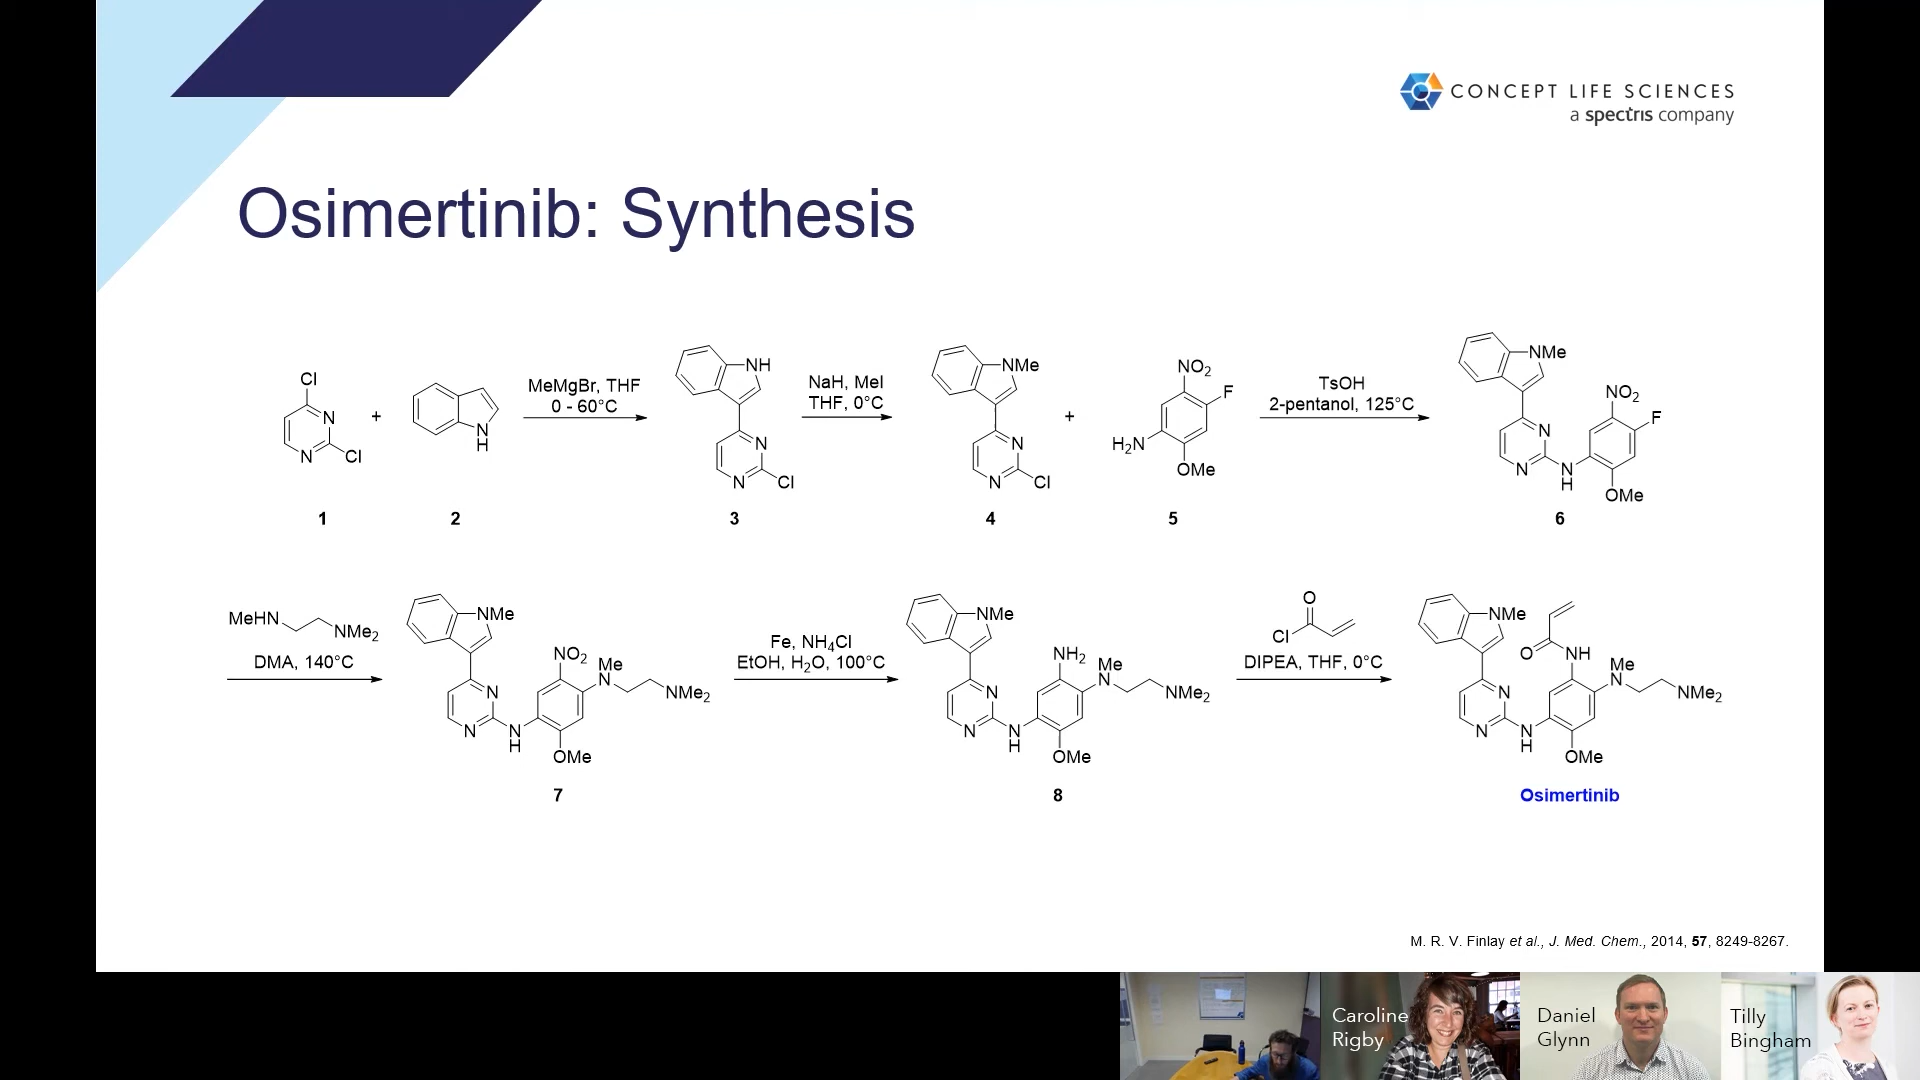 CONCEPT LIFE SCIENCES
a spectris company
Osimertinib: Synthesis
Cl
N
N
Cl
1
+
N
H
2
MeMgBr, THF
0 - 60°C
NH
N
N
Cl
3
NaH, MeI
THF, 0°C
NMe
N
N
Cl
4
+
NO2
F
H2N
OMe
5
TsOH
2-pentanol, 125°C
NMe
NO2
F
N
N
N
H
OMe
6
MeHN
NMe2
DMA, 140°C
NMe
NO2
Me
N
NMe2
N
N
N
H
OMe
7
Fe, NH4Cl
EtOH, H2O, 100°C
NMe
NH2
Me
N
NMe2
N
N
N
H
OMe
8
O
Cl
DIPEA, THF, 0°C
NMe
O
NH
Me
N
NMe2
N
N
N
H
OMe
Osimertinib
M. R. V. Finlay et al., J. Med. Chem., 2014, 57, 8249-8267.
Caroline
Rigby
Daniel
Glynn
Tilly
Bingham